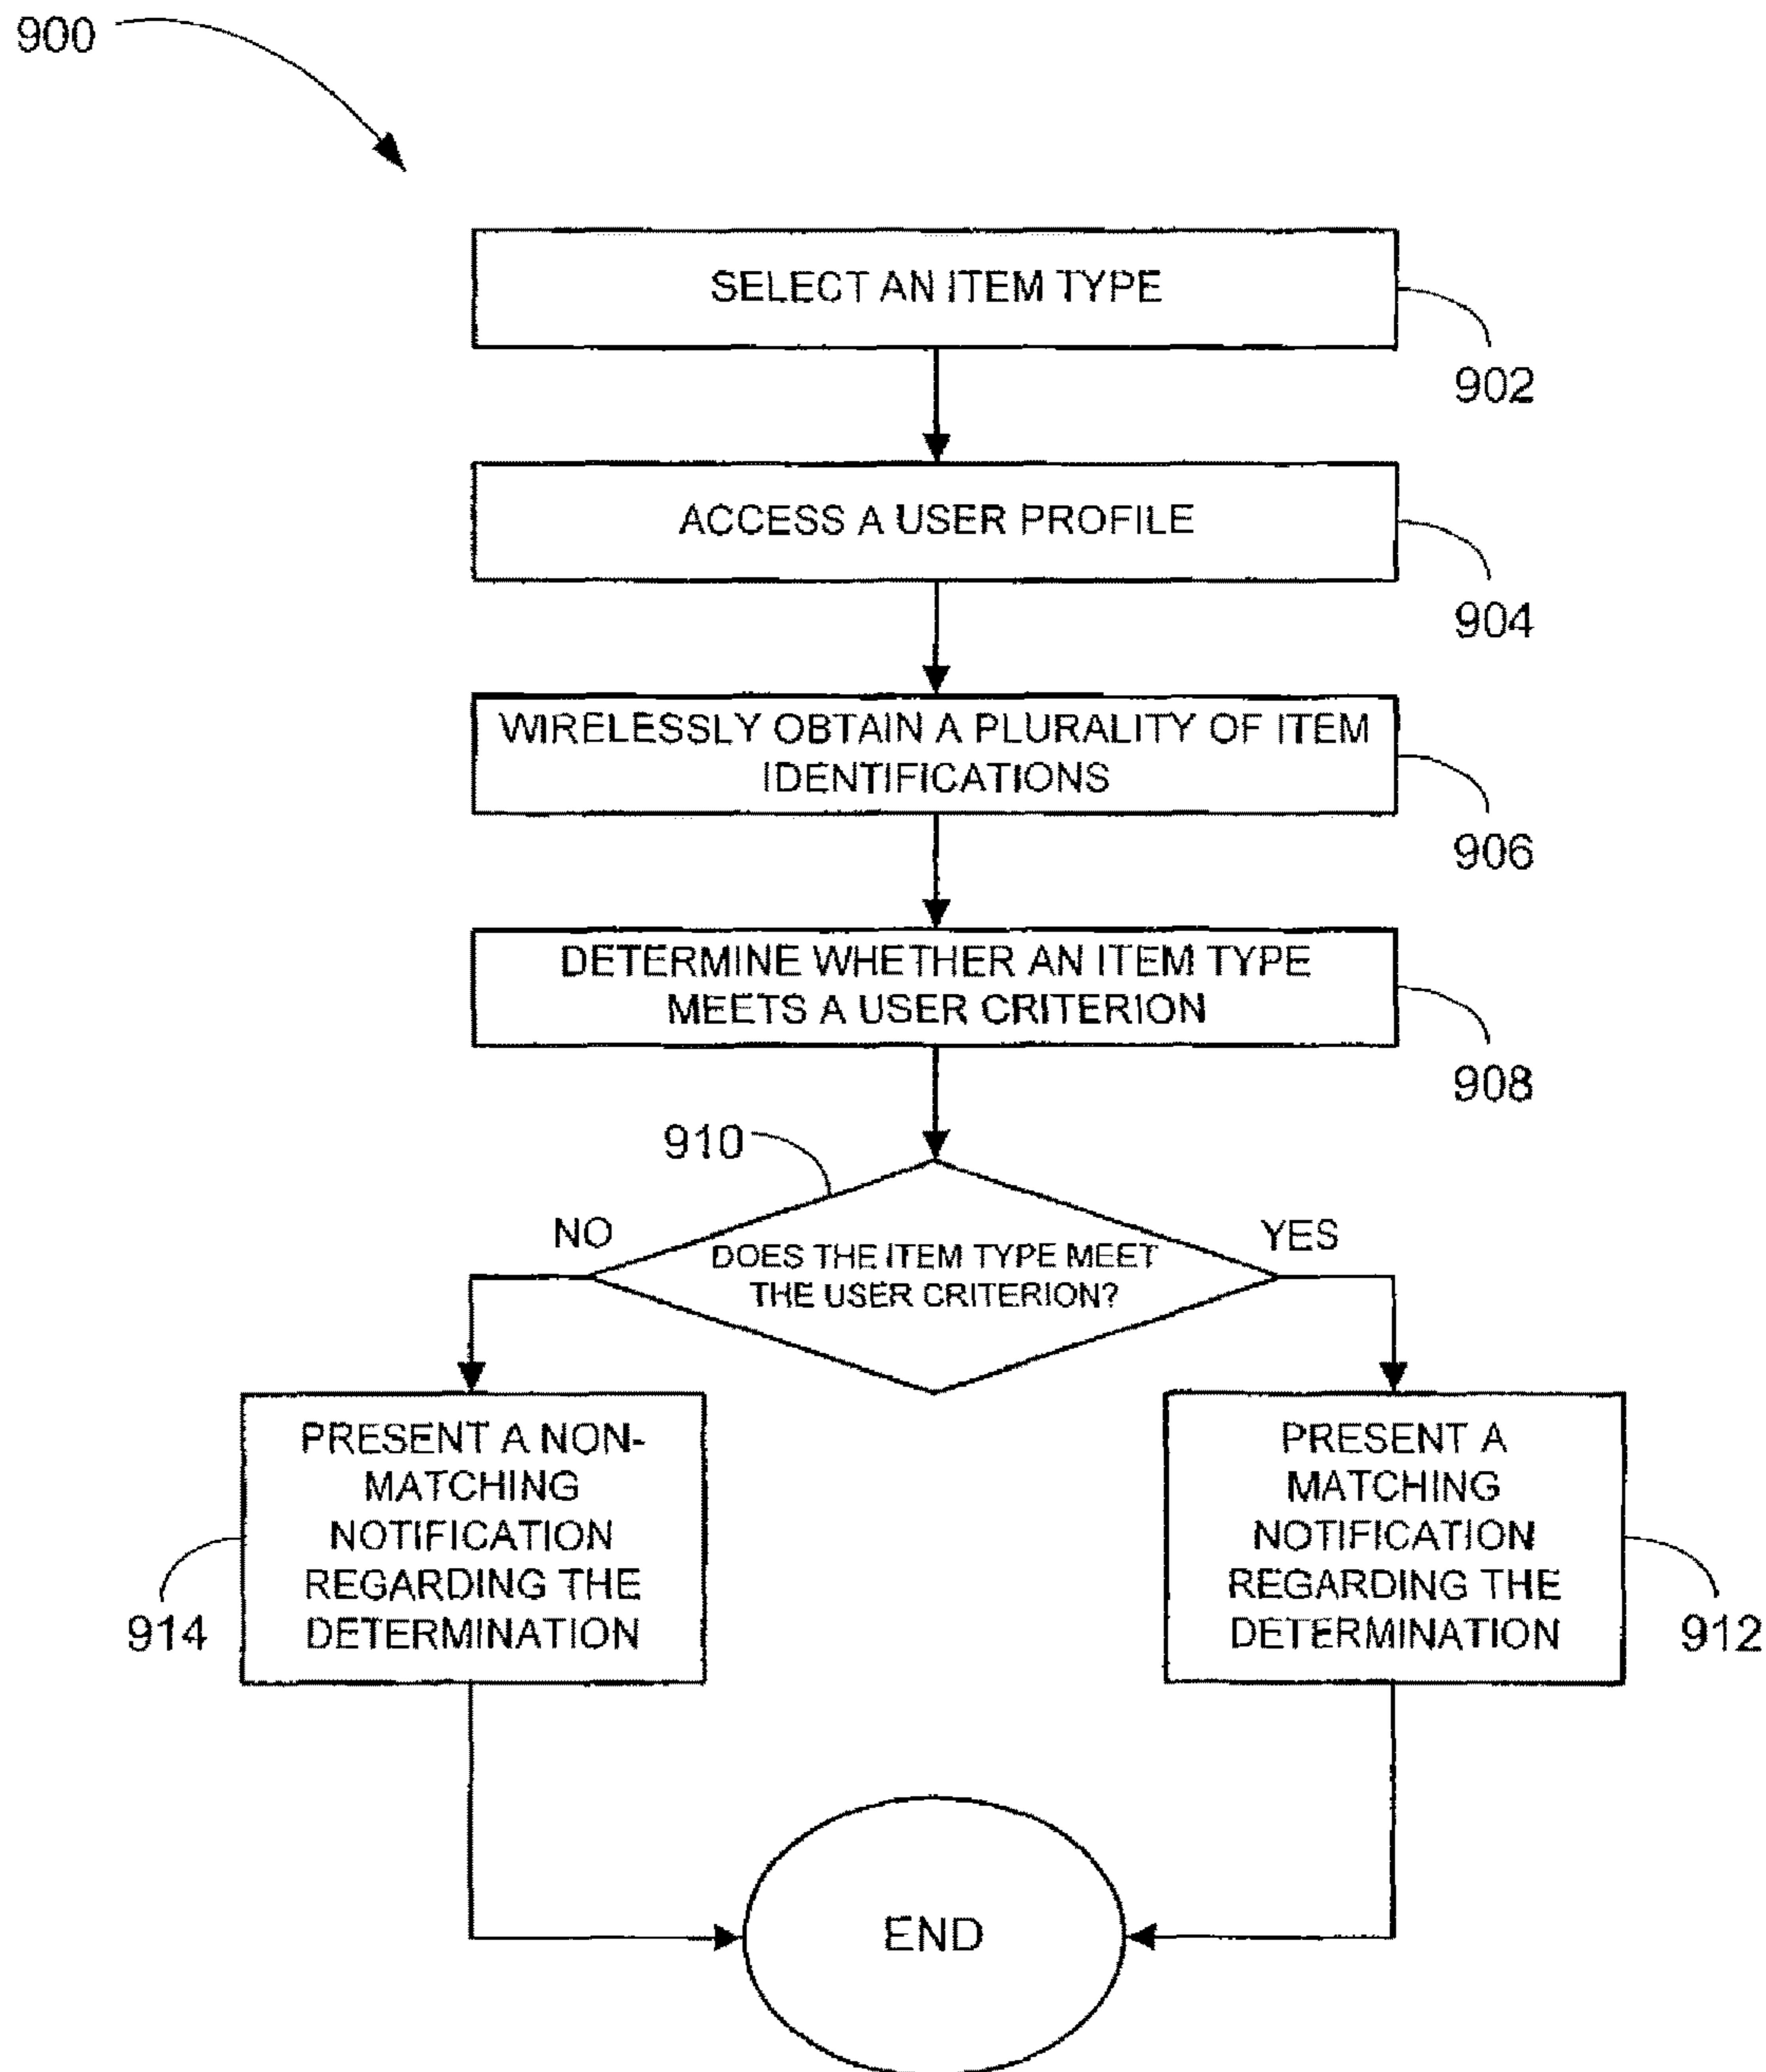 900
SELECT AN ITEM TYPE
902
ACCESS A USER PROFILE
904
WIRELESSLY OBTAIN A PLURALITY OF ITEM
IDENTIFICATIONS
906
DETERMINE WHETHER AN ITEM TYPE
MEETS A USER CRITERION
908
910
NO
YES
DOES THE ITEM TYPE MEET
THE USER CRITERION?
PRESENT A NON-
MATCHING
NOTIFICATION
REGARDING THE
DETERMINATION
914
PRESENT A
MATCHING
NOTIFICATION
REGARDING THE
DETERMINATION
912
END